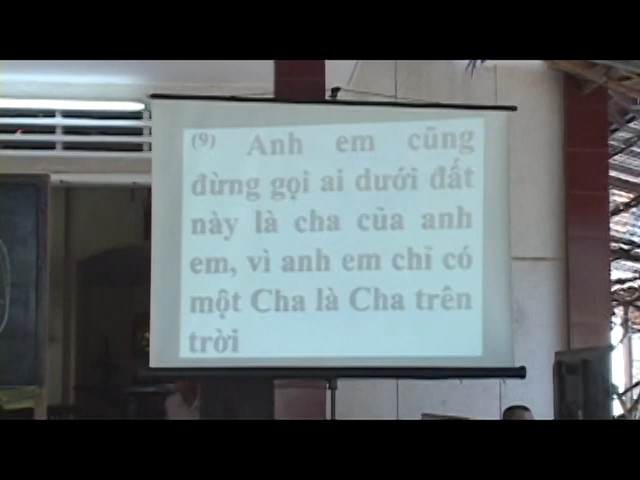 (9) Anh em cũng
đừng gọi ai dưới đất
này là cha của anh
em, vì anh em chỉ có
một Cha là Cha trên
trời